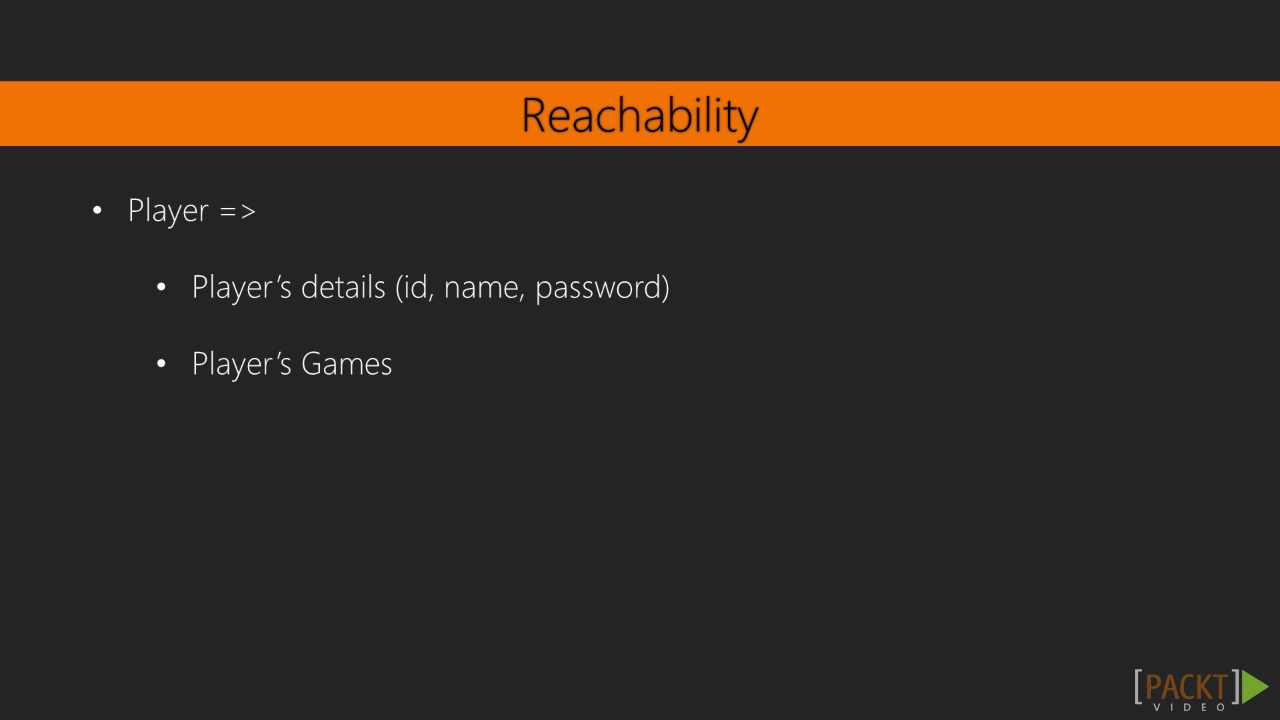 Reachability
• Player =>
• Player's details (id, name, password)
• Player's Games
[PACKT]
VIDEO